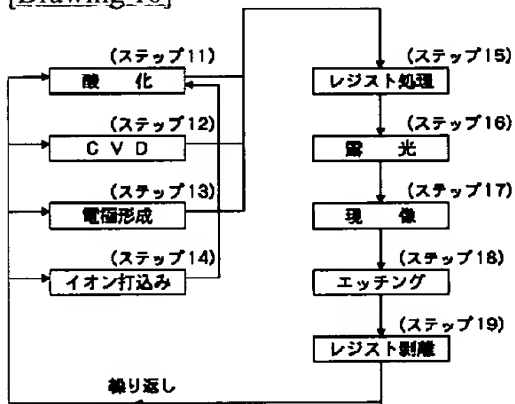 [Drawing 10]
(ステップ11)
酸 化
(ステップ12)
C V D
(ステップ13)
電極形成
(ステップ14)
イオン打込み
(ステップ15)
レジスト処理
(ステップ16)
露 光
(ステップ17)
現 像
(ステップ18)
エッチング
(ステップ19)
レジスト剥離
繰り返し